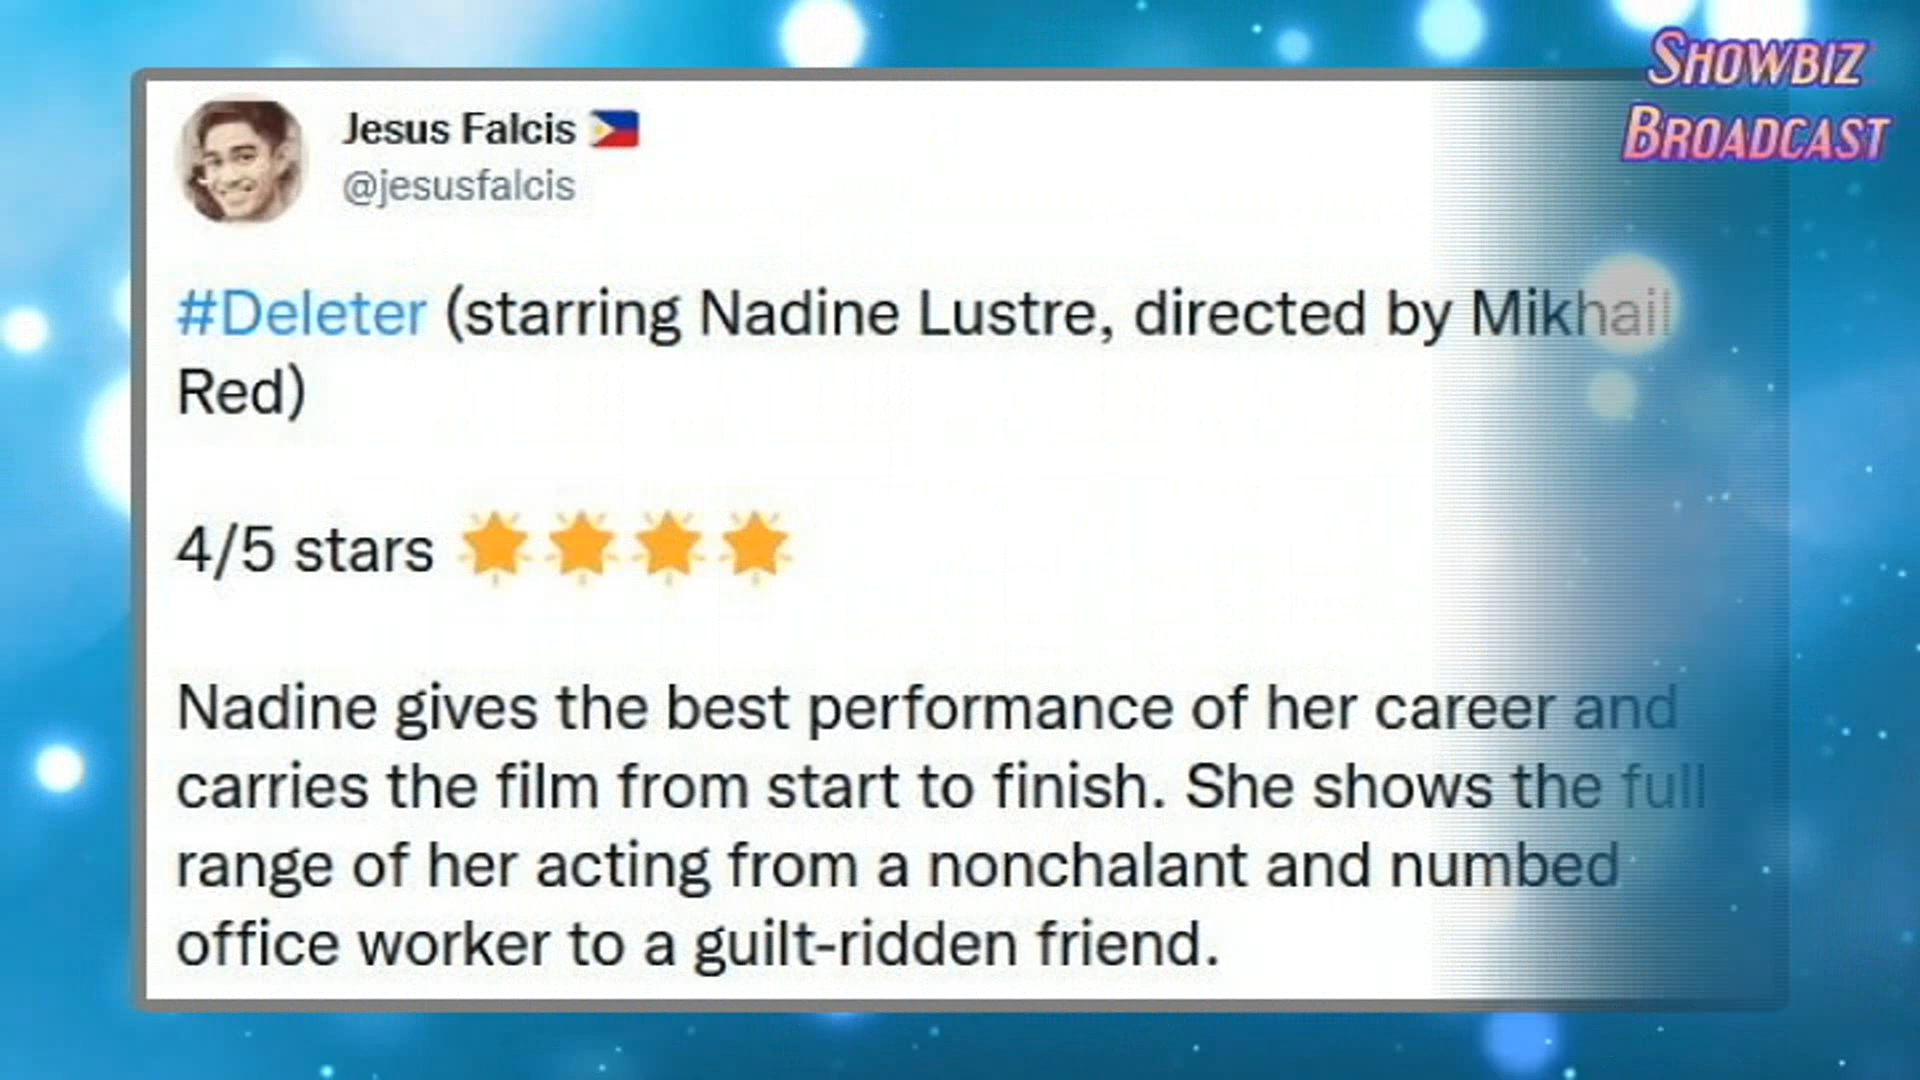 SHOWBIZ
BROADCAST
Jesus Falcis 🇵🇭
@jesusfalcis
#Deleter (starring Nadine Lustre, directed by Mikhail
Red)
4/5 stars 🌟🌟🌟🌟
Nadine gives the best performance of her career and
carries the film from start to finish. She shows the full
range of her acting from a nonchalant and numbed
office worker to a guilt-ridden friend.